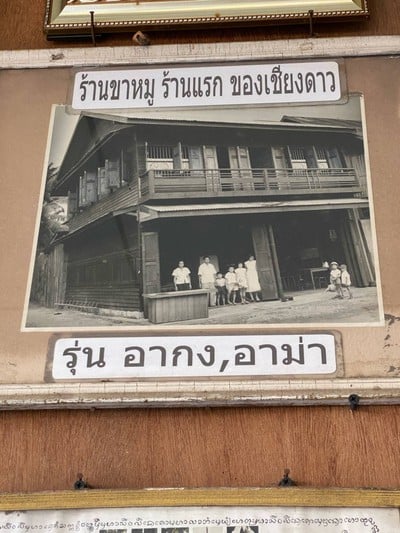 ร้านขาหมู ร้านแรก ของเชียงดาว
รุ่น อากง,อาม่า